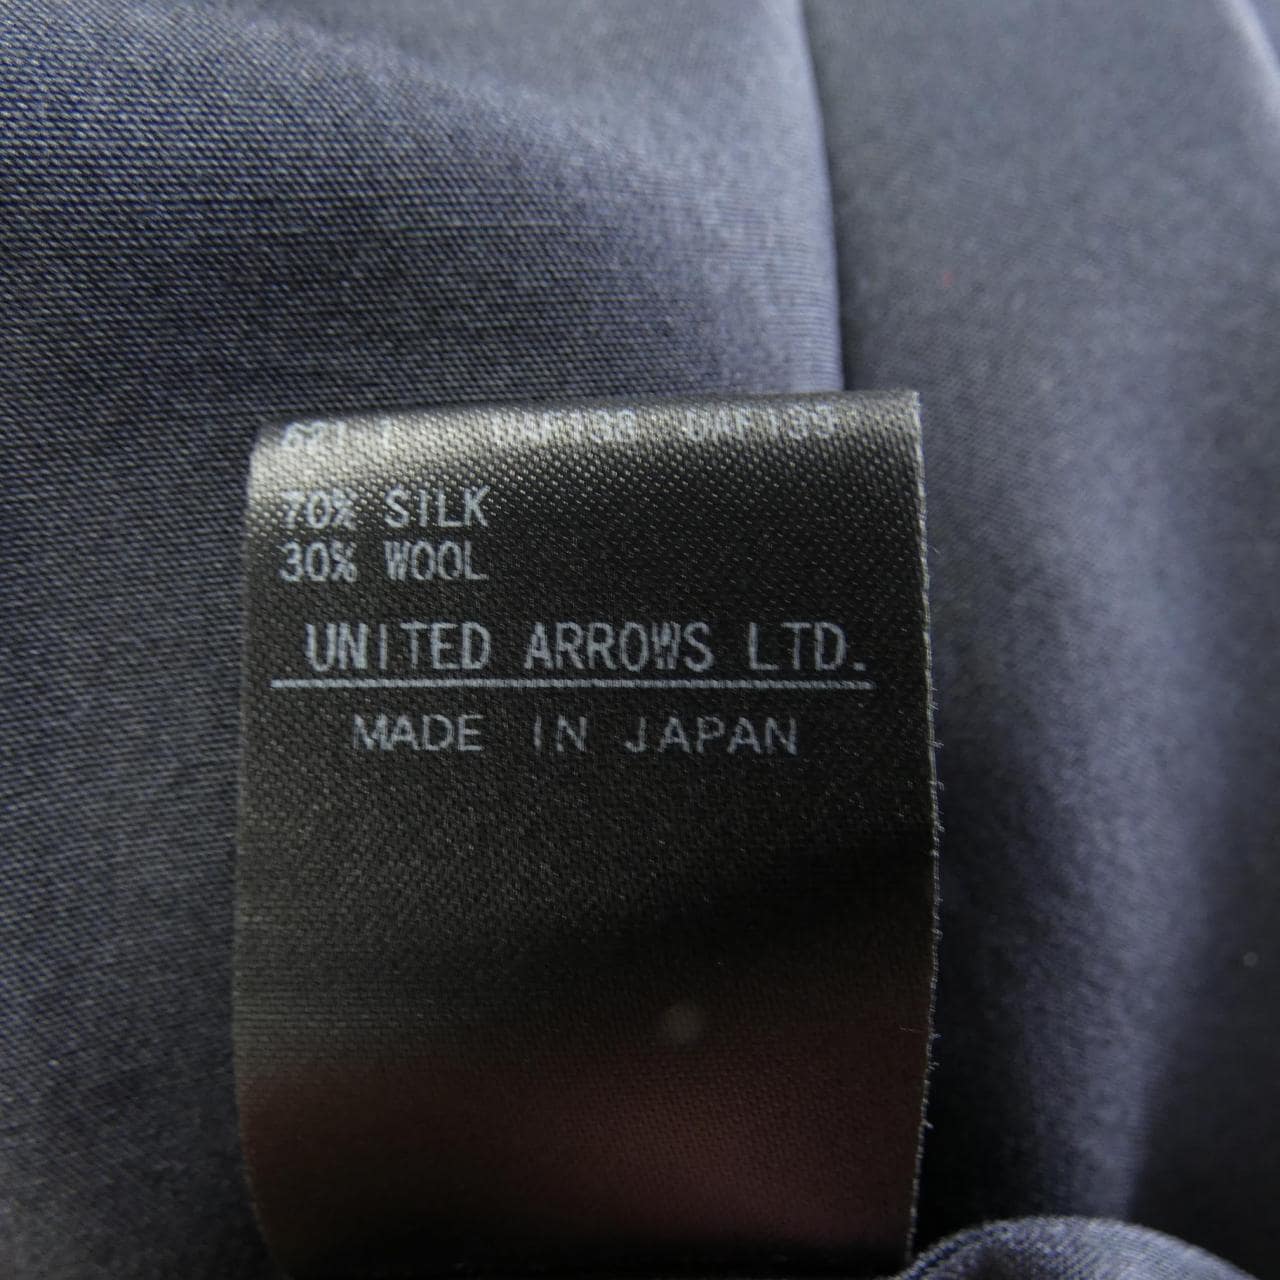 70% SILK
30% WOOL
UNITED ARROWS LTD.
MADE IN JAPAN